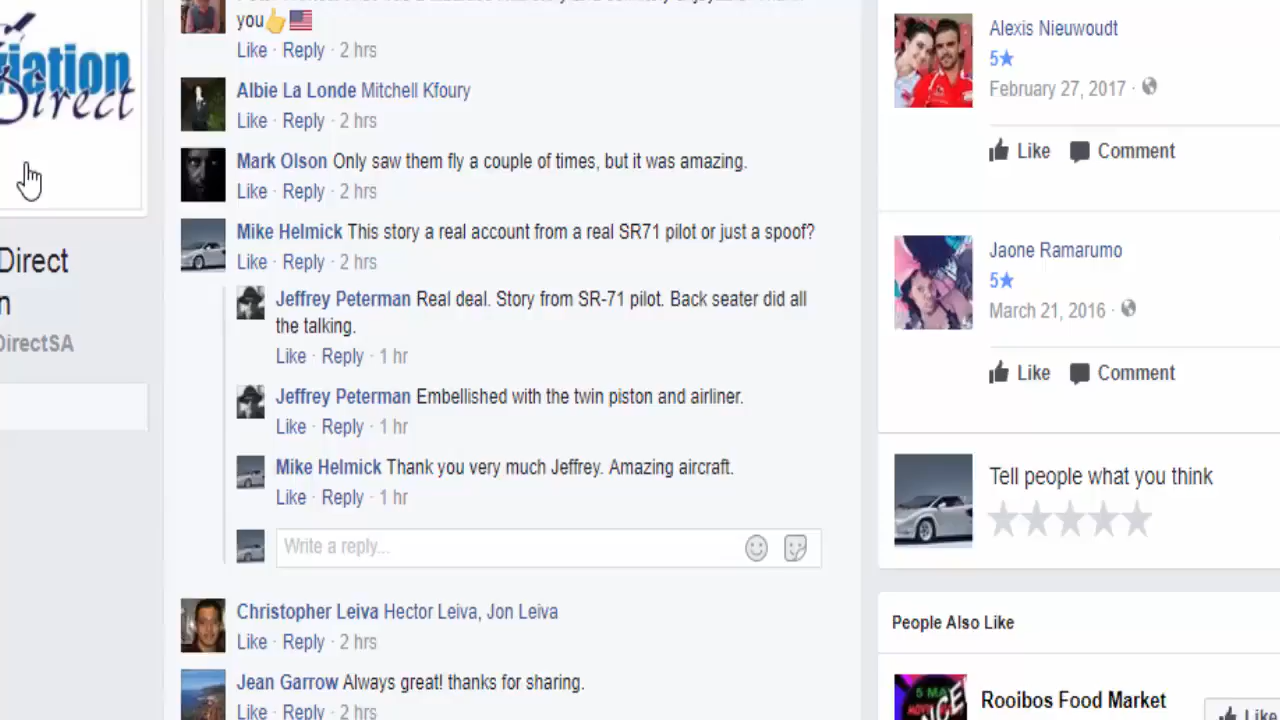 you
Like · Reply · 2 hrs
Albie La Londe Mitchell Kfoury
Like · Reply · 2 hrs
Mark Olson Only saw them fly a couple of times, but it was amazing.
Like · Reply · 2 hrs
Mike Helmick This story a real account from a real SR71 pilot or just a spoof?
Like · Reply · 2 hrs
Jeffrey Peterman Real deal. Story from SR-71 pilot. Back seater did all
the talking.
Like · Reply · 1 hr
Jeffrey Peterman Embellished with the twin piston and airliner.
Like · Reply · 1 hr
Mike Helmick Thank you very much Jeffrey. Amazing aircraft.
Like · Reply · 1 hr
Write a reply...
Christopher Leiva Hector Leiva, Jon Leiva
Like · Reply · 2 hrs
Jean Garrow Always great! thanks for sharing.
Like · Reply · 2 hrs
iation
Direct
Direct
n
DirectSA
Alexis Nieuwoudt
5★
February 27, 2017 ·
Like Comment
Jaone Ramarumo
5★
March 21, 2016 ·
Like Comment
Tell people what you think
People Also Like
5 MA
Rooibos Food Market
Like